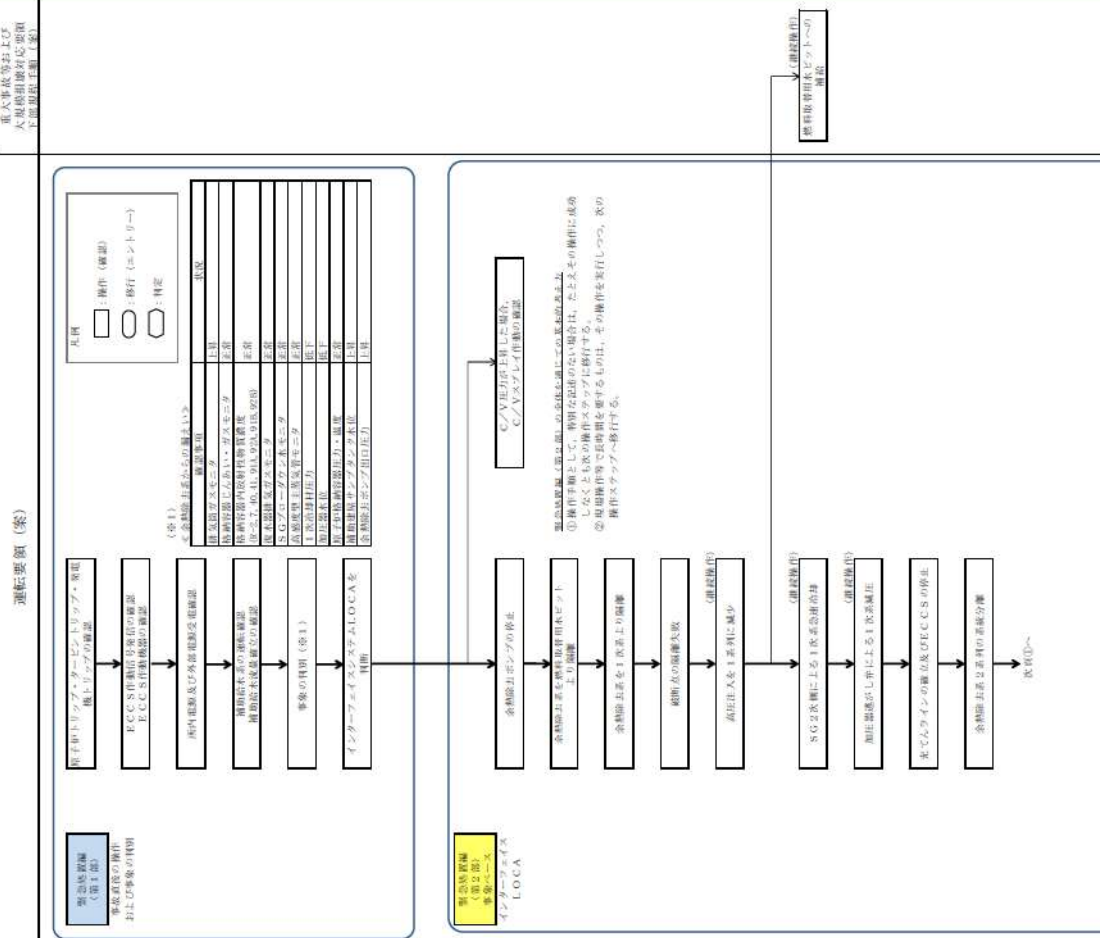 運転要領（案）
重大事故等および
大規模損壊対応要領
下部規程手順（案）
緊急処置編
（第１部）
事故直後の操作
および事象の判別
原子炉トリップ・タービントリップ・発電
機トリップの確認
ＥＣＣＳ作動信号発信の確認
ＥＣＣＳ作動機器の確認
所内電源及び外部電源受電確認
補助給水系の運転確認
補助給水流量確立の確認
事象の判別（※1）
インターフェイスシステムＬＯＣＡを
判断
（※1）
＜余熱除去系からの漏えい＞
確認事項 状況
排気筒ガスモニタ 上昇
格納容器じんあい・ガスモニタ 正常
格納容器内放射性物質濃度
(R-2,7,40,41,91A,92A,91B,92B) 正常
復水器排気ガスモニタ 正常
ＳＧブローダウン水モニタ 正常
高感度型主蒸気管モニタ 正常
１次冷却材圧力 低下
加圧器水位 低下
原子炉格納容器圧力・温度 正常
補助建屋サンプタンク水位 上昇
余熱除去ポンプ出口圧力 上昇
凡例
：操作（確認）
：移行（エントリー）
：判定
緊急処置編
（第２部）
事象ベース
インターフェイス
ＬＯＣＡ
余熱除去ポンプの停止
余熱除去系を燃料取替用水ピット
より隔離
余熱除去系を１次系より隔離
破断点の隔離失敗
（継続操作）
高圧注入を１系列に減少
（継続操作）
ＳＧ２次側による１次系急速冷却
（継続操作）
加圧器逃がし弁による１次系減圧
充てんラインの確立及びＥＣＣＳの停止
余熱除去系２系列の系統分離
次頁①へ
Ｃ／Ｖ圧力が上昇した場合，
Ｃ／Ｖスプレイ作動の確認
緊急処置編（第２部）の全体を通じての基本的考え方
① 操作手順として，特別な記述のない場合は，たとえその操作に成功
しなくとも次の操作ステップに移行する。
② 現場操作等で長時間を要するものは，その操作を実行しつつ，次の
操作ステップへ移行する。
（継続操作）
燃料取替用水ピットへの
補給